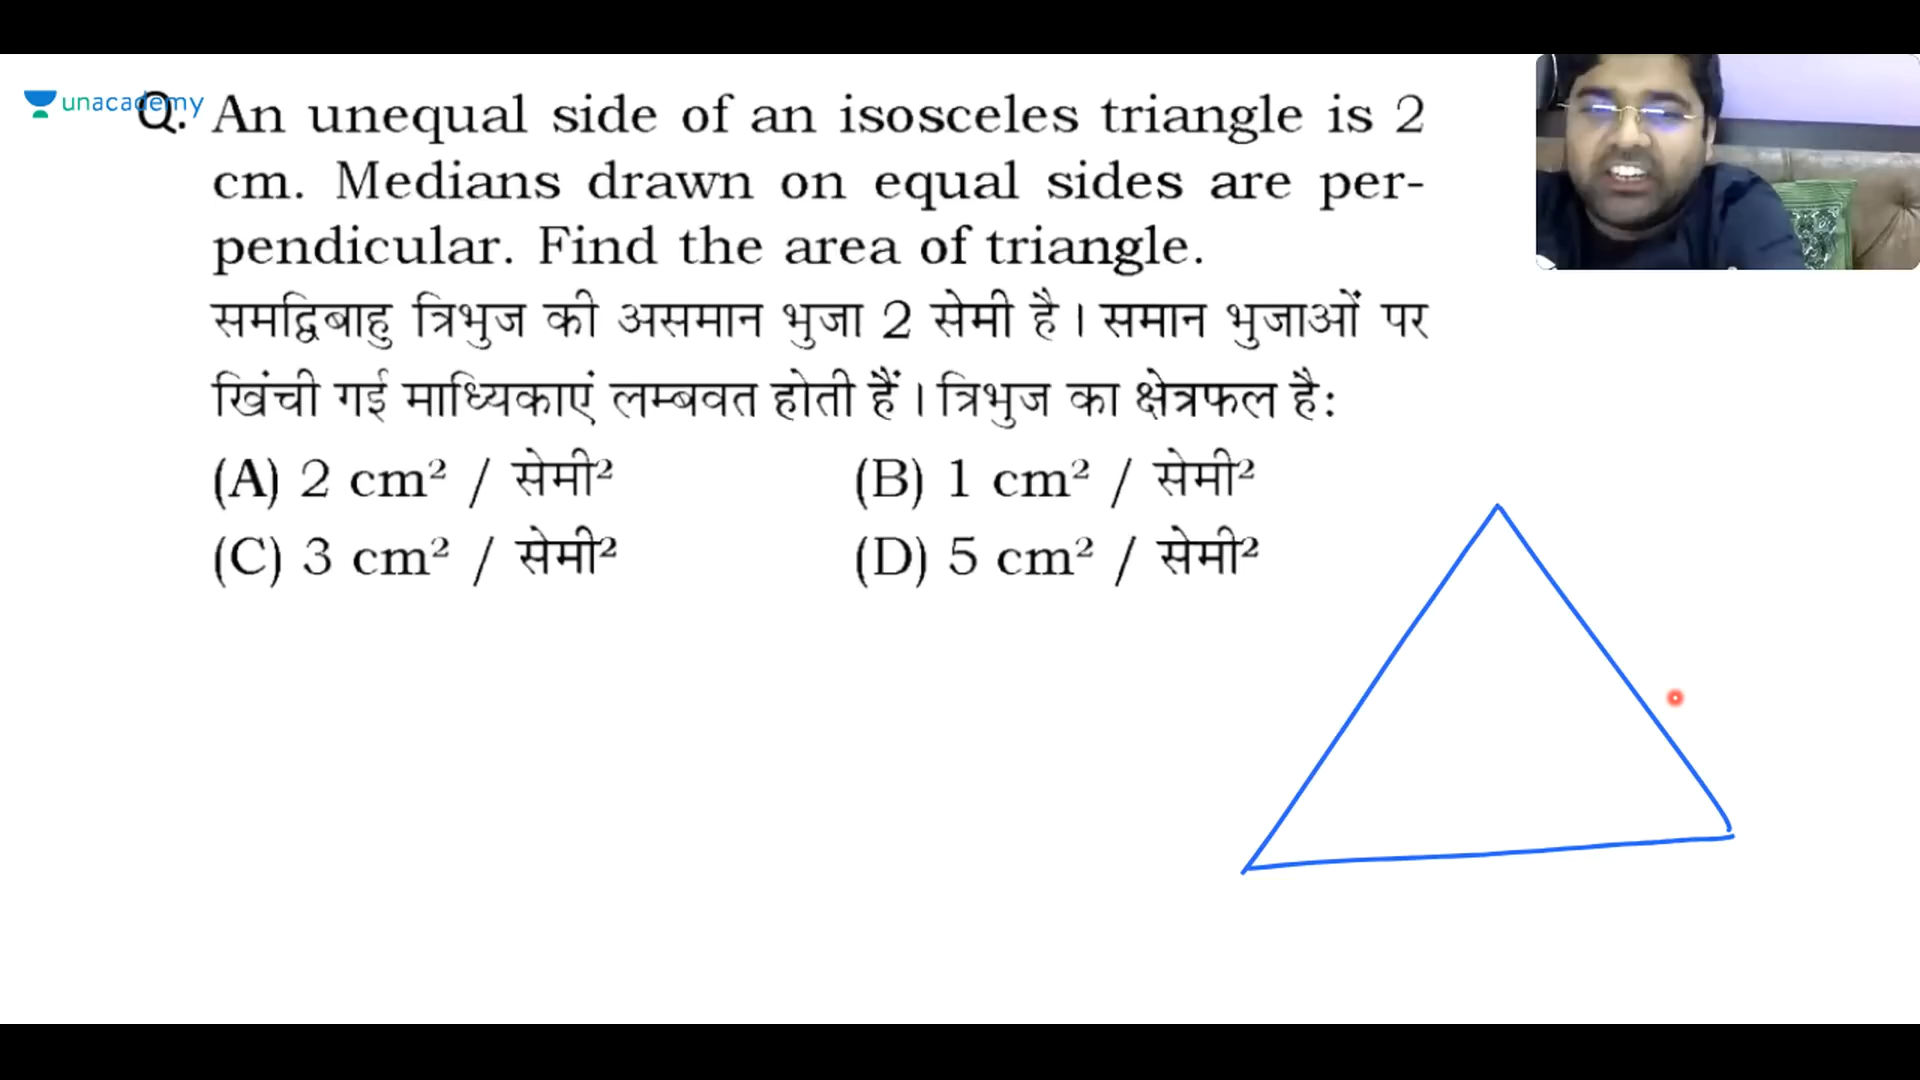 unacademy
Q. An unequal side of an isosceles triangle is 2
cm. Medians drawn on equal sides are per-
pendicular. Find the area of triangle.
समद्विबाहु त्रिभुज की असमान भुजा 2 सेमी है। समान भुजाओं पर
खिंची गई माध्यिकाएं लम्बवत होती हैं। त्रिभुज का क्षेत्रफल है:
(A) 2 cm² / सेमी² (B) 1 cm² / सेमी²
(C) 3 cm² / सेमी² (D) 5 cm² / सेमी²